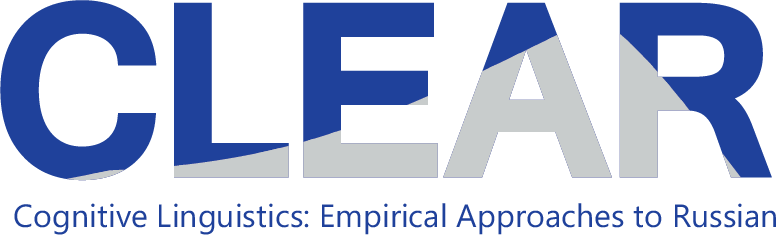 CLEAR
Cognitive Linguistics: Empirical Approaches to Russian